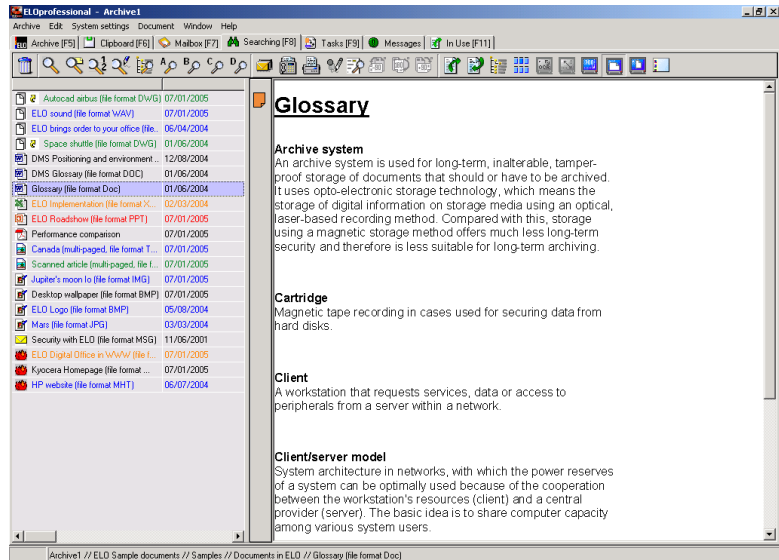 ELOprofessional - Archive1
Archive Edit System settings Document Window Help
Archive [F5] Clipboard [F6] Mailbox [F7] Searching [F8] Tasks [F9] Messages In Use [F11]
A B C D
Autocad airbus (file format DWG) 07/01/2005
ELO sound (file format WAV) 07/01/2005
ELO brings order to your office (file.. 06/04/2004
Space shuttle (file format DWG) 01/06/2004
DMS Positioning and environment .. 12/08/2004
DMS Glossary (file format DOC) 01/06/2004
Glossary (file format Doc) 01/06/2004
ELO Implementation (file format X... 02/03/2004
ELO Roadshow (file format PPT) 07/01/2005
Performance comparison 07/01/2005
Canada (multi-paged, file format T... 07/01/2005
Scanned article (multi-paged, file f... 07/01/2005
Jupiter's moon Io (file format IMG) 07/01/2005
Desktop wallpaper (file format BMP) 07/01/2005
ELO Logo (file format BMP) 05/08/2004
Mars (file format JPG) 03/03/2004
Security with ELO (file format MSG) 11/06/2001
ELO Digital Office in WWW (file f... 07/01/2005
Kyocera Homepage (file format ... 07/01/2005
HP website (file format MHT) 06/07/2004
Glossary
Archive system
An archive system is used for long-term, inalterable, tamper-
proof storage of documents that should or have to be archived.
It uses opto-electronic storage technology, which means the
storage of digital information on storage media using an optical,
laser-based recording method. Compared with this, storage
using a magnetic storage method offers much less long-term
security and therefore is less suitable for long-term archiving.
Cartridge
Magnetic tape recording in cases used for securing data from
hard disks.
Client
A workstation that requests services, data or access to
peripherals from a server within a network.
Client/server model
System architecture in networks, with which the power reserves
of a system can be optimally used because of the cooperation
between the workstation's resources (client) and a central
provider (server). The basic idea is to share computer capacity
among various system users.
Archive1 // ELO Sample documents // Samples // Documents in ELO // Glossary (file format Doc)